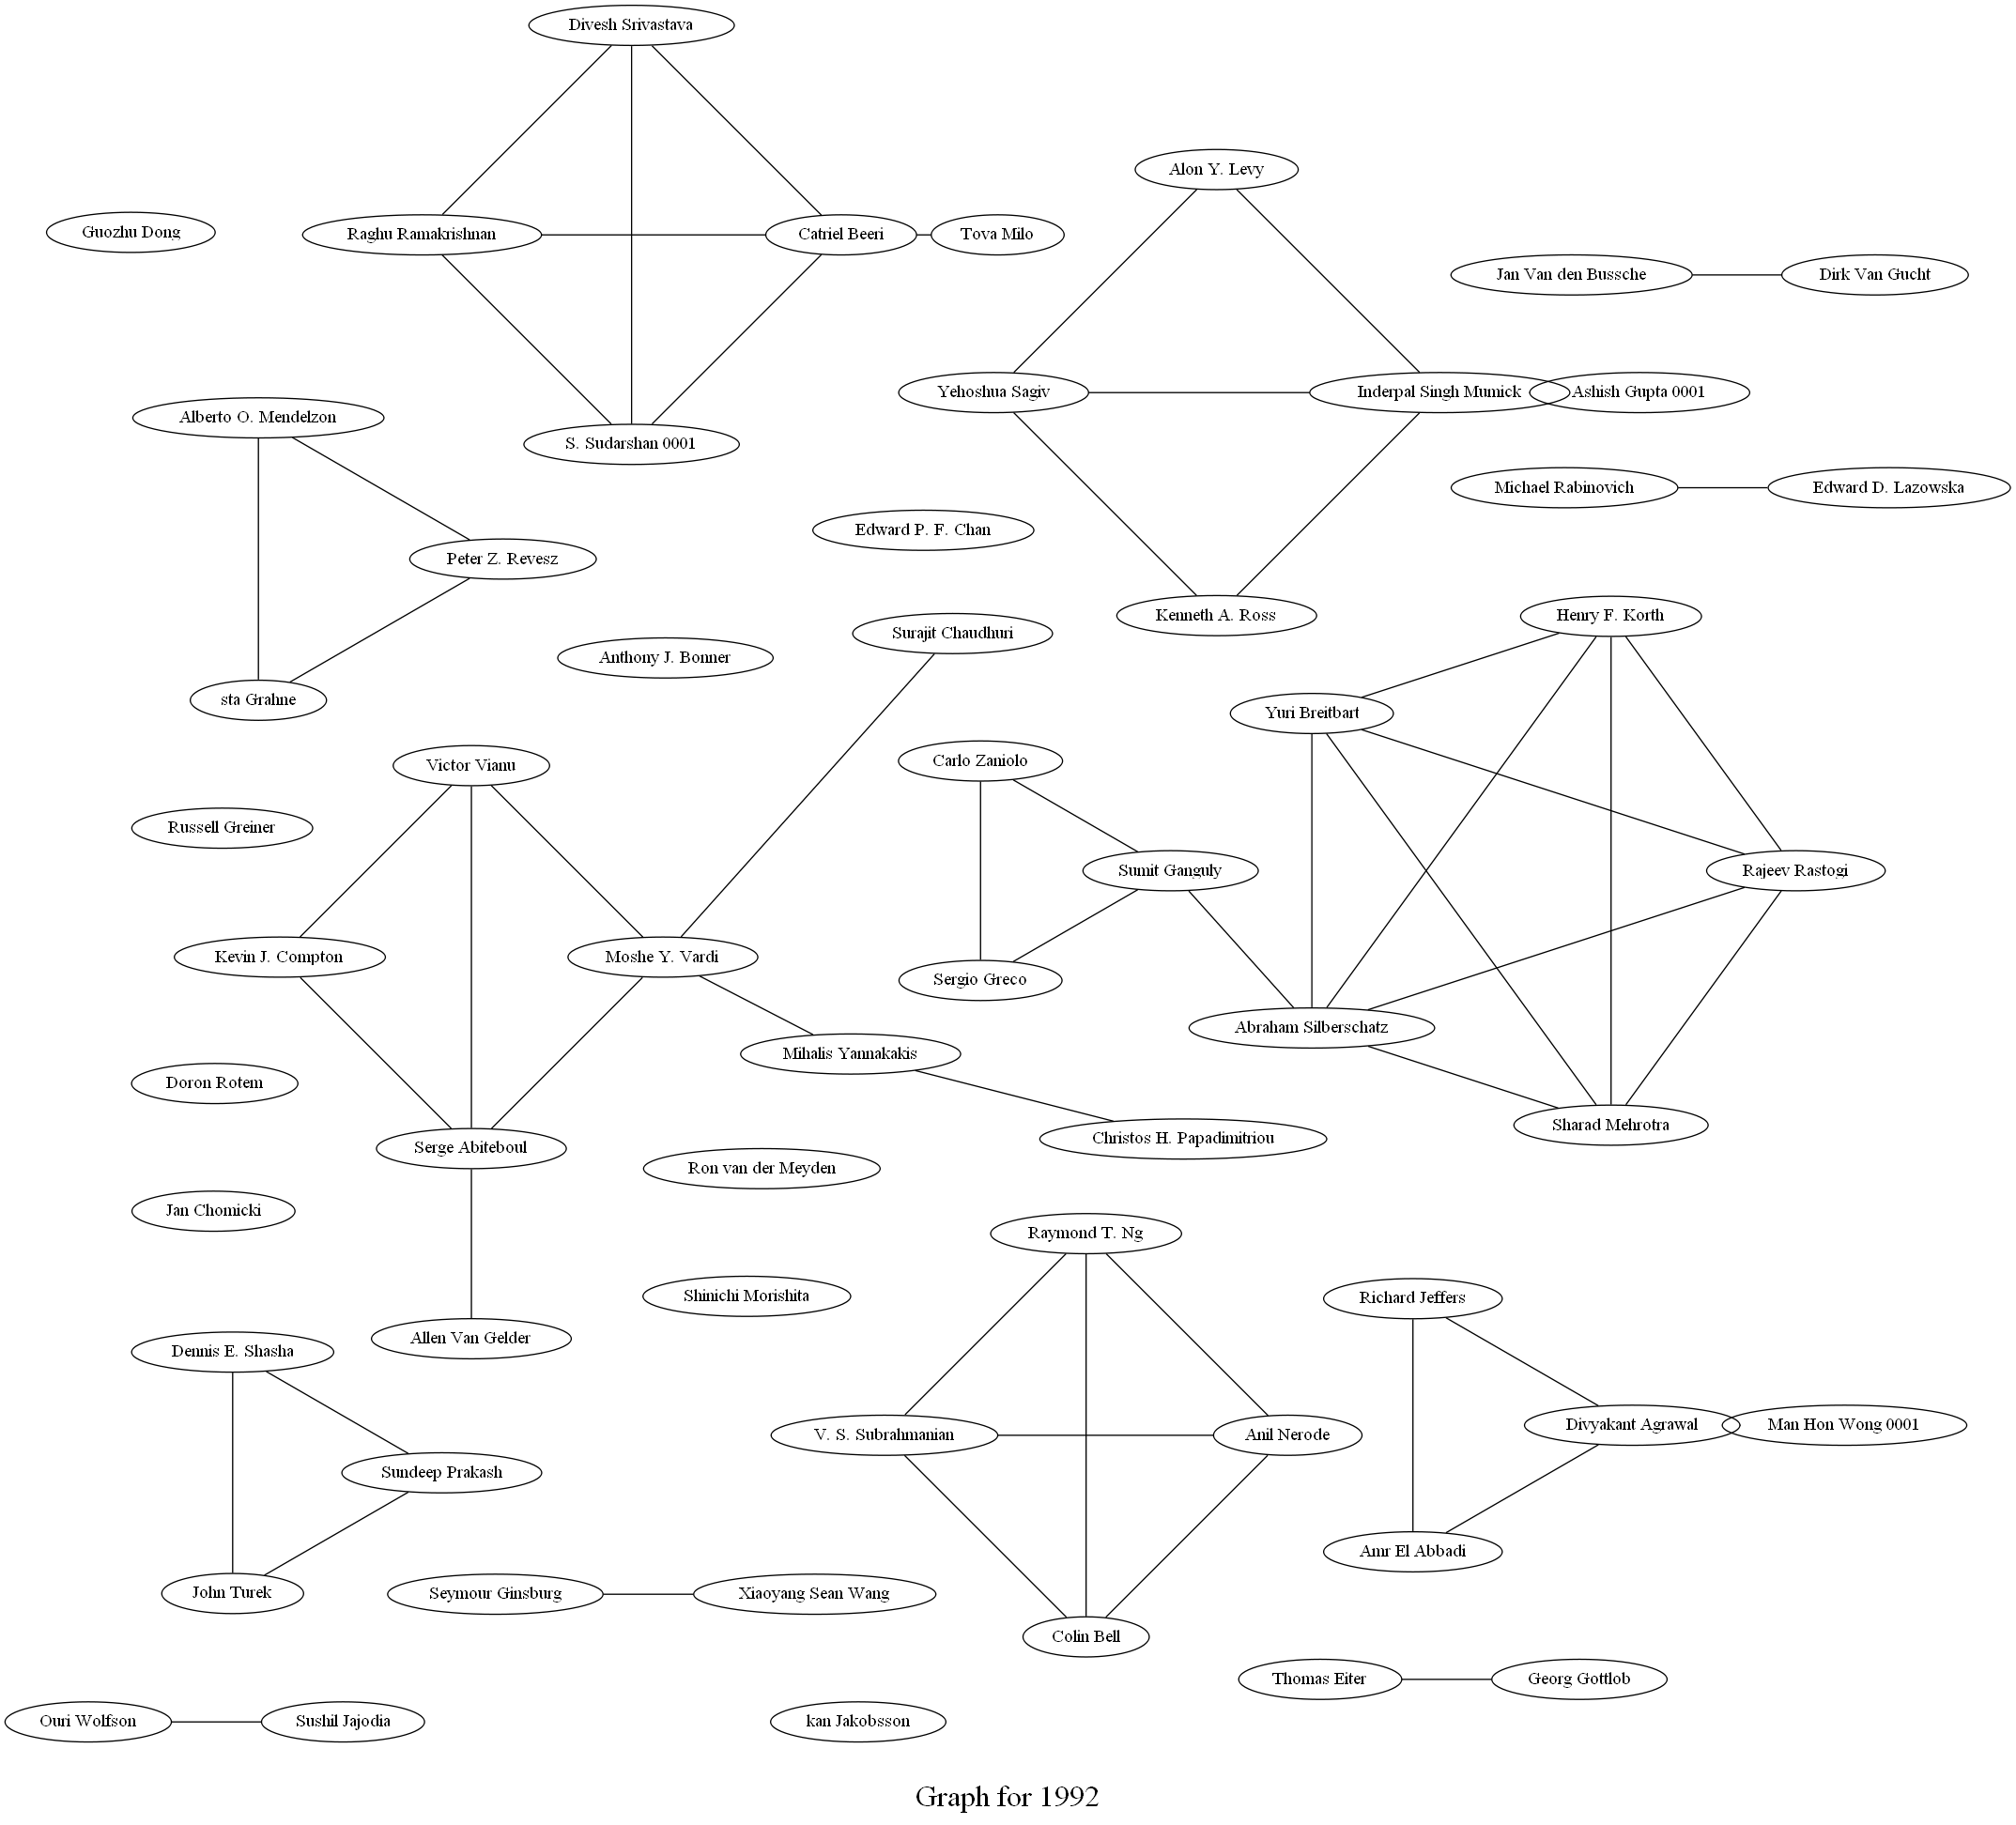 Divesh Srivastava
Alon Y. Levy
Guozhu Dong
Raghu Ramakrishnan
Catriel Beeri
Tova Milo
Jan Van den Bussche
Dirk Van Gucht
Yehoshua Sagiv
Inderpal Singh Mumick
Ashish Gupta 0001
Alberto O. Mendelzon
S. Sudarshan 0001
Michael Rabinovich
Edward D. Lazowska
Edward P. F. Chan
Peter Z. Revesz
Kenneth A. Ross
Henry F. Korth
Surajit Chaudhuri
Anthony J. Bonner
sta Grahne
Yuri Breitbart
Carlo Zaniolo
Victor Vianu
Russell Greiner
Sumit Ganguly
Rajeev Rastogi
Kevin J. Compton
Moshe Y. Vardi
Sergio Greco
Abraham Silberschatz
Mihalis Yannakakis
Doron Rotem
Sharad Mehrotra
Christos H. Papadimitriou
Serge Abiteboul
Ron van der Meyden
Jan Chomicki
Raymond T. Ng
Shinichi Morishita
Richard Jeffers
Allen Van Gelder
Dennis E. Shasha
Divyakant Agrawal
Man Hon Wong 0001
V. S. Subrahmanian
Anil Nerode
Sundeep Prakash
Amr El Abbadi
John Turek
Seymour Ginsburg
Xiaoyang Sean Wang
Colin Bell
Thomas Eiter
Georg Gottlob
Ouri Wolfson
Sushil Jajodia
kan Jakobsson
Graph for 1992